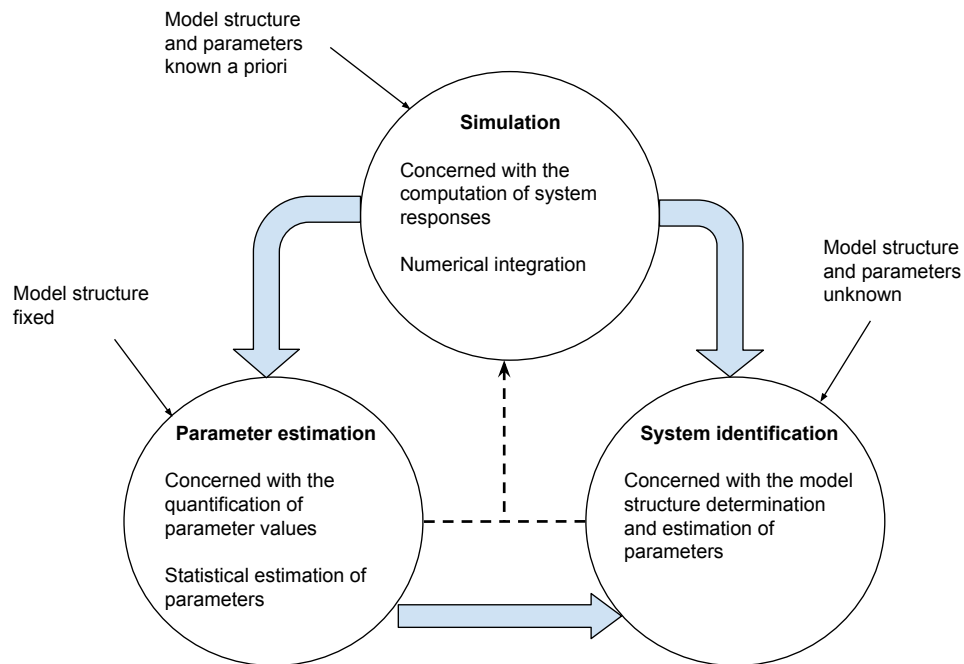 Model structure
and parameters
known a priori
Simulation
Concerned with the
computation of system
responses
Numerical integration
Model structure
and parameters
unknown
Model structure
fixed
Parameter estimation
Concerned with the
quantification of
parameter values
Statistical estimation of
parameters
System identification
Concerned with the model
structure determination
and estimation of
parameters